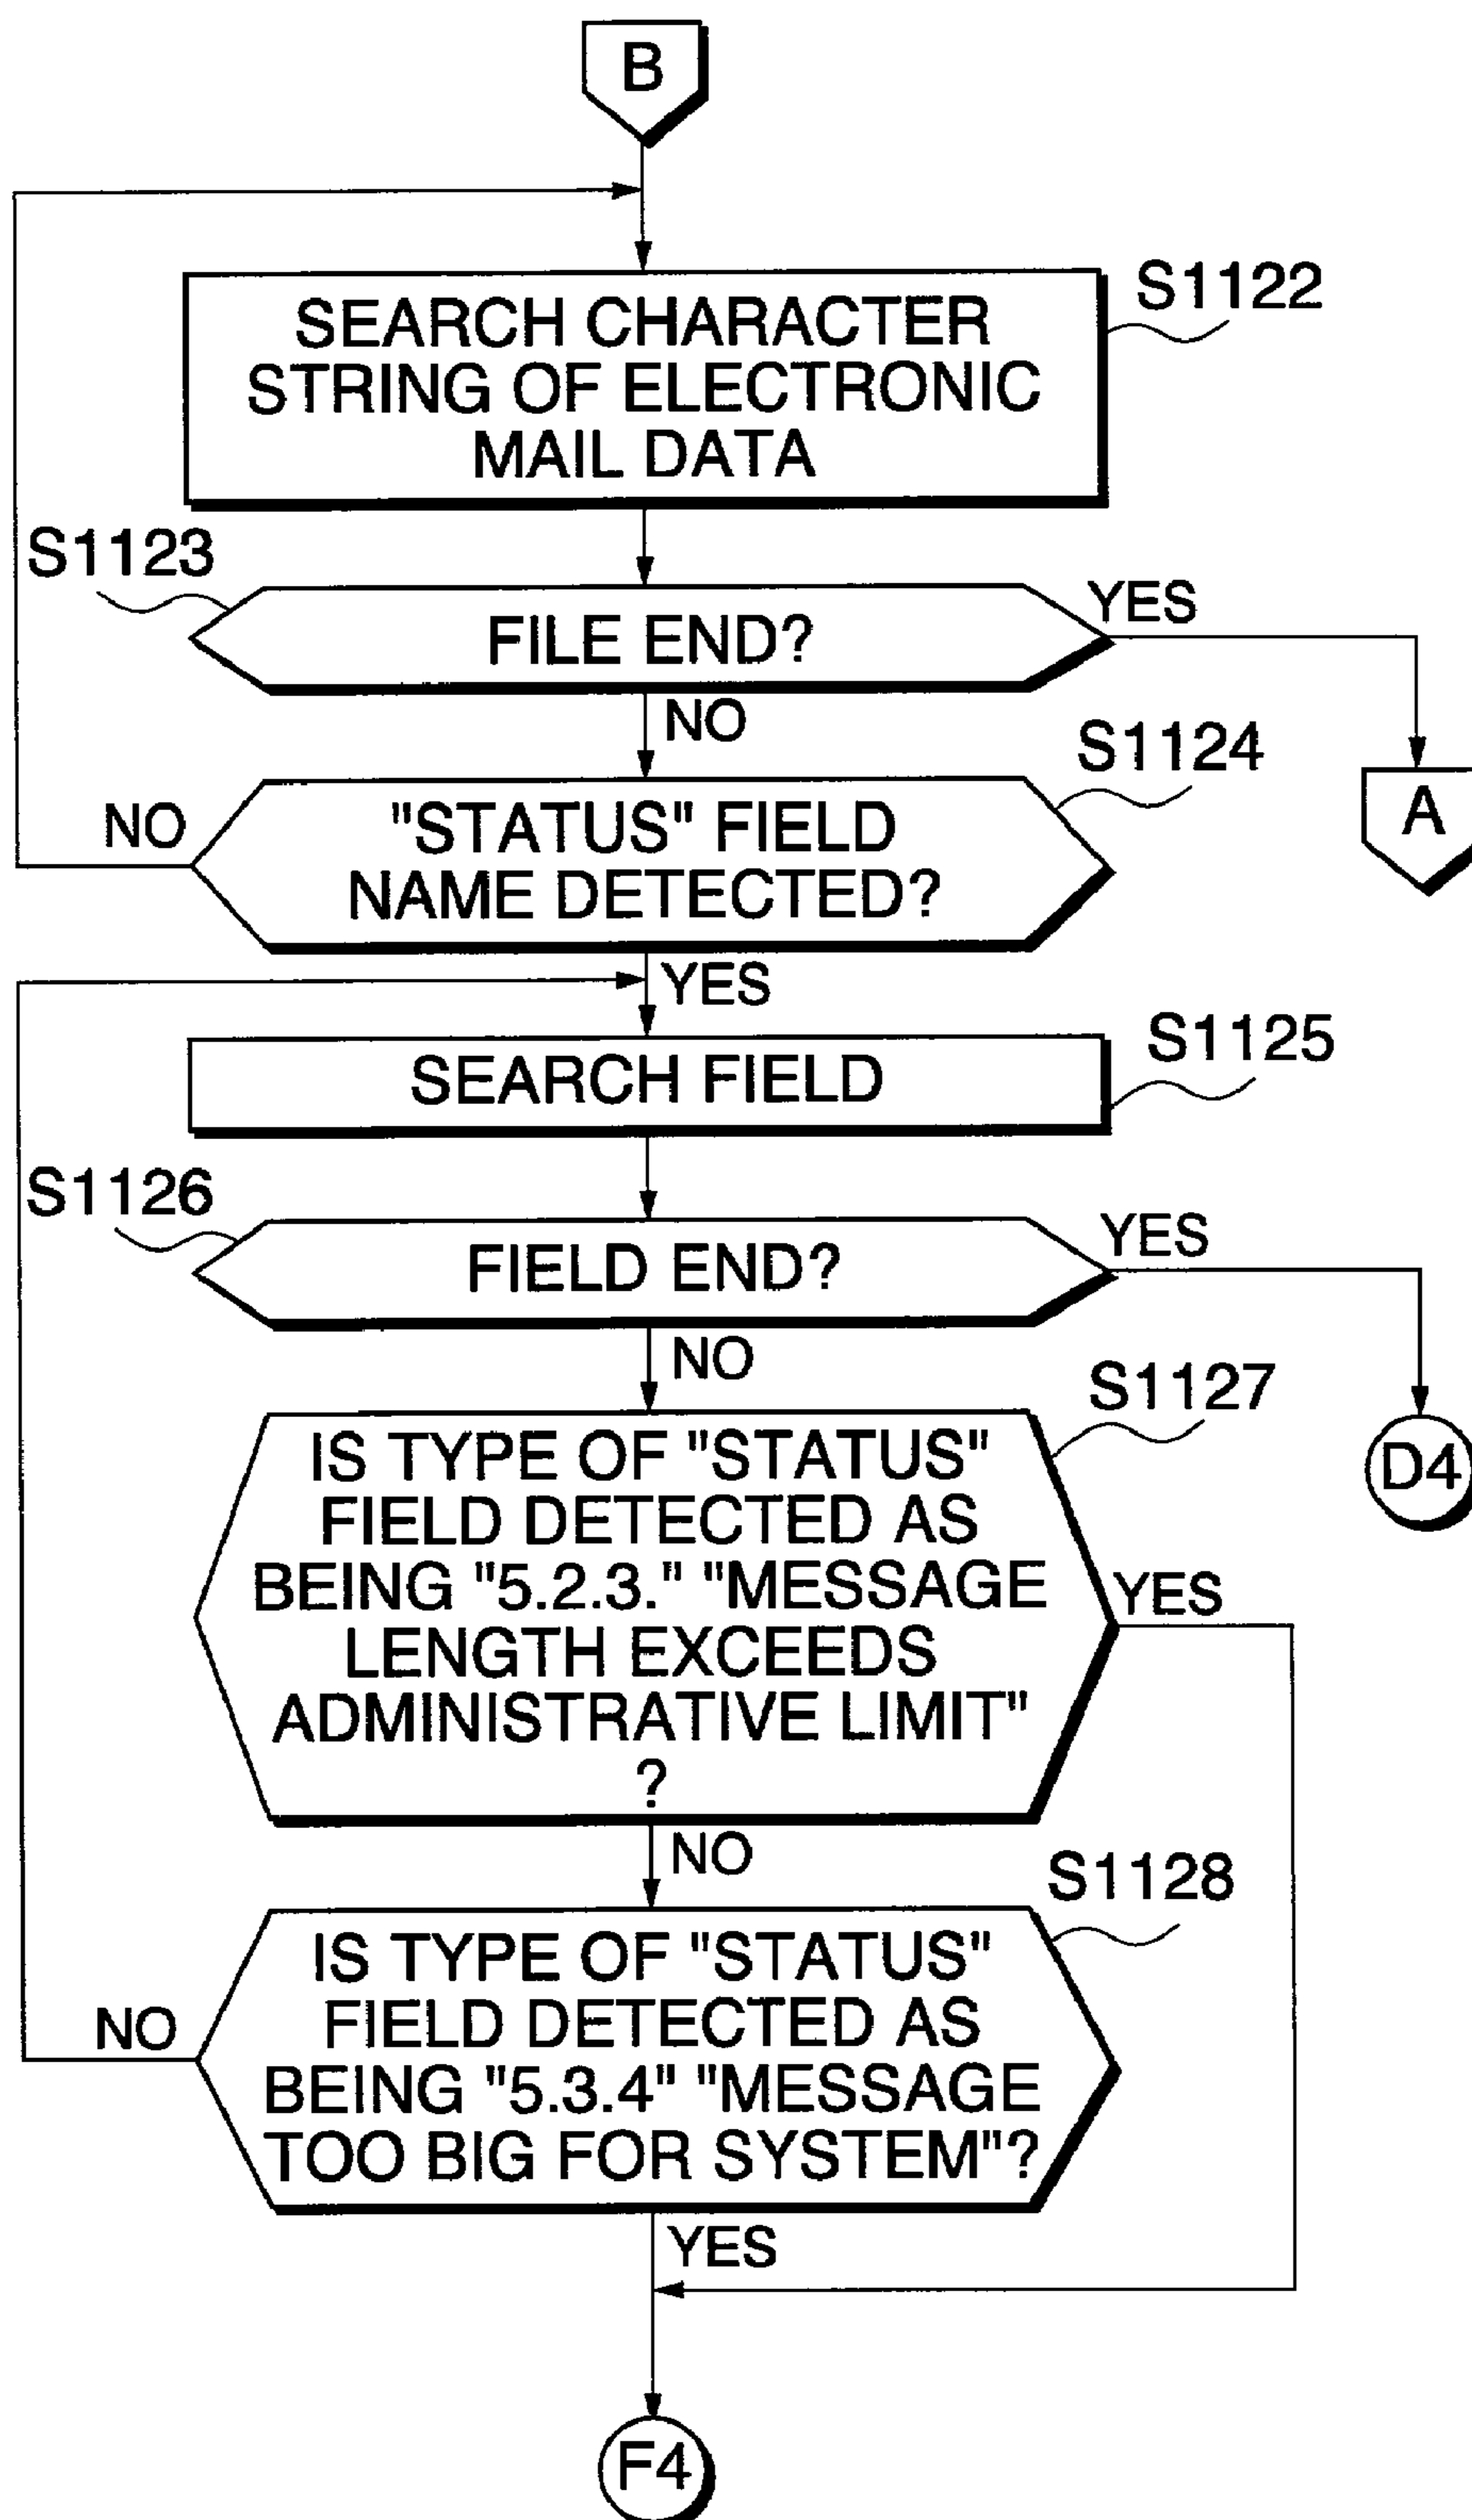 B
S1122
SEARCH CHARACTER
STRING OF ELECTRONIC
MAIL DATA
S1123
FILE END?
YES
NO
S1124
A
NO
"STATUS" FIELD
NAME DETECTED?
YES
S1125
SEARCH FIELD
S1126
FIELD END?
YES
NO
S1127
D4
IS TYPE OF "STATUS"
FIELD DETECTED AS
BEING "5.2.3." "MESSAGE
LENGTH EXCEEDS
ADMINISTRATIVE LIMIT"
?
YES
NO
S1128
IS TYPE OF "STATUS"
FIELD DETECTED AS
BEING "5.3.4" "MESSAGE
TOO BIG FOR SYSTEM"?
NO
YES
F4